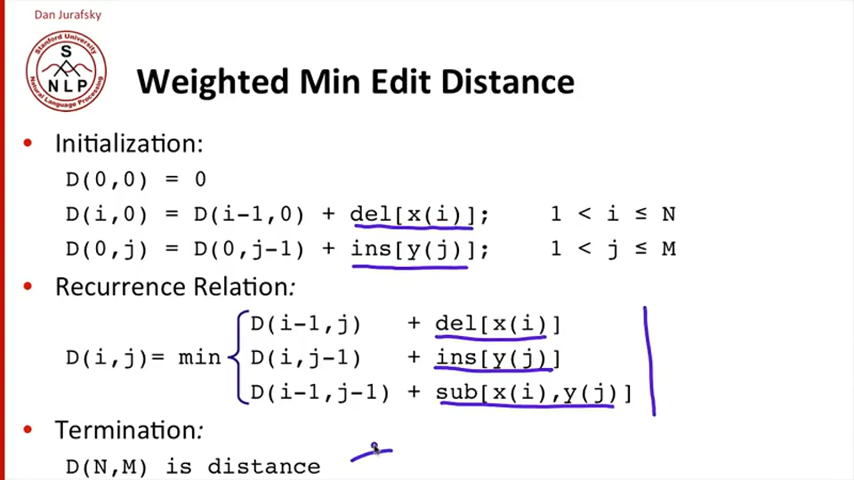 Dan Jurafsky
Stanford University
S
NLP
Natural Language Processing
Weighted Min Edit Distance
• Initialization:
D(0,0) = 0
D(i,0) = D(i-1,0) + del[x(i)]; 1 < i ≤ N
D(0,j) = D(0,j-1) + ins[y(j)]; 1 < j ≤ M
• Recurrence Relation:
D(i-1,j) + del[x(i)]
D(i,j)= min D(i,j-1) + ins[y(j)]
D(i-1,j-1) + sub[x(i),y(j)]
• Termination:
D(N,M) is distance